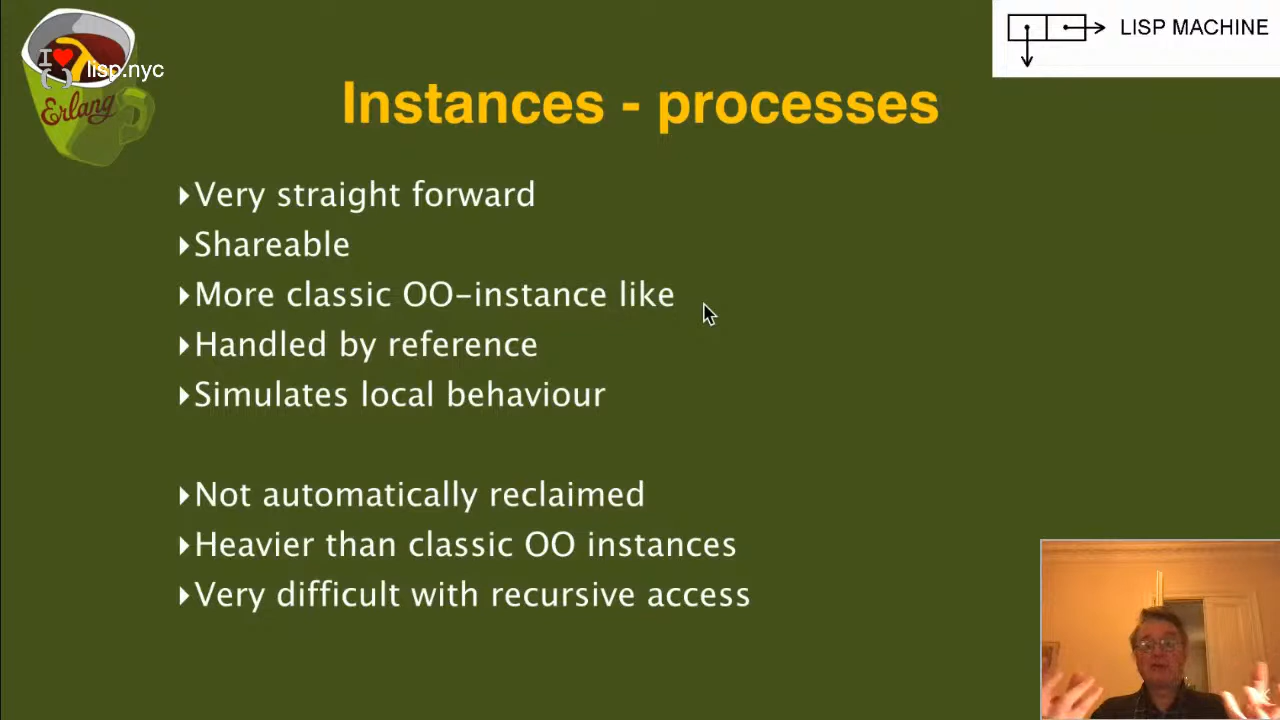 LISP MACHINE
I
lisp.nyc
Erlang
Instances - processes
Very straight forward
Shareable
More classic OO-instance like
Handled by reference
Simulates local behaviour
Not automatically reclaimed
Heavier than classic OO instances
Very difficult with recursive access